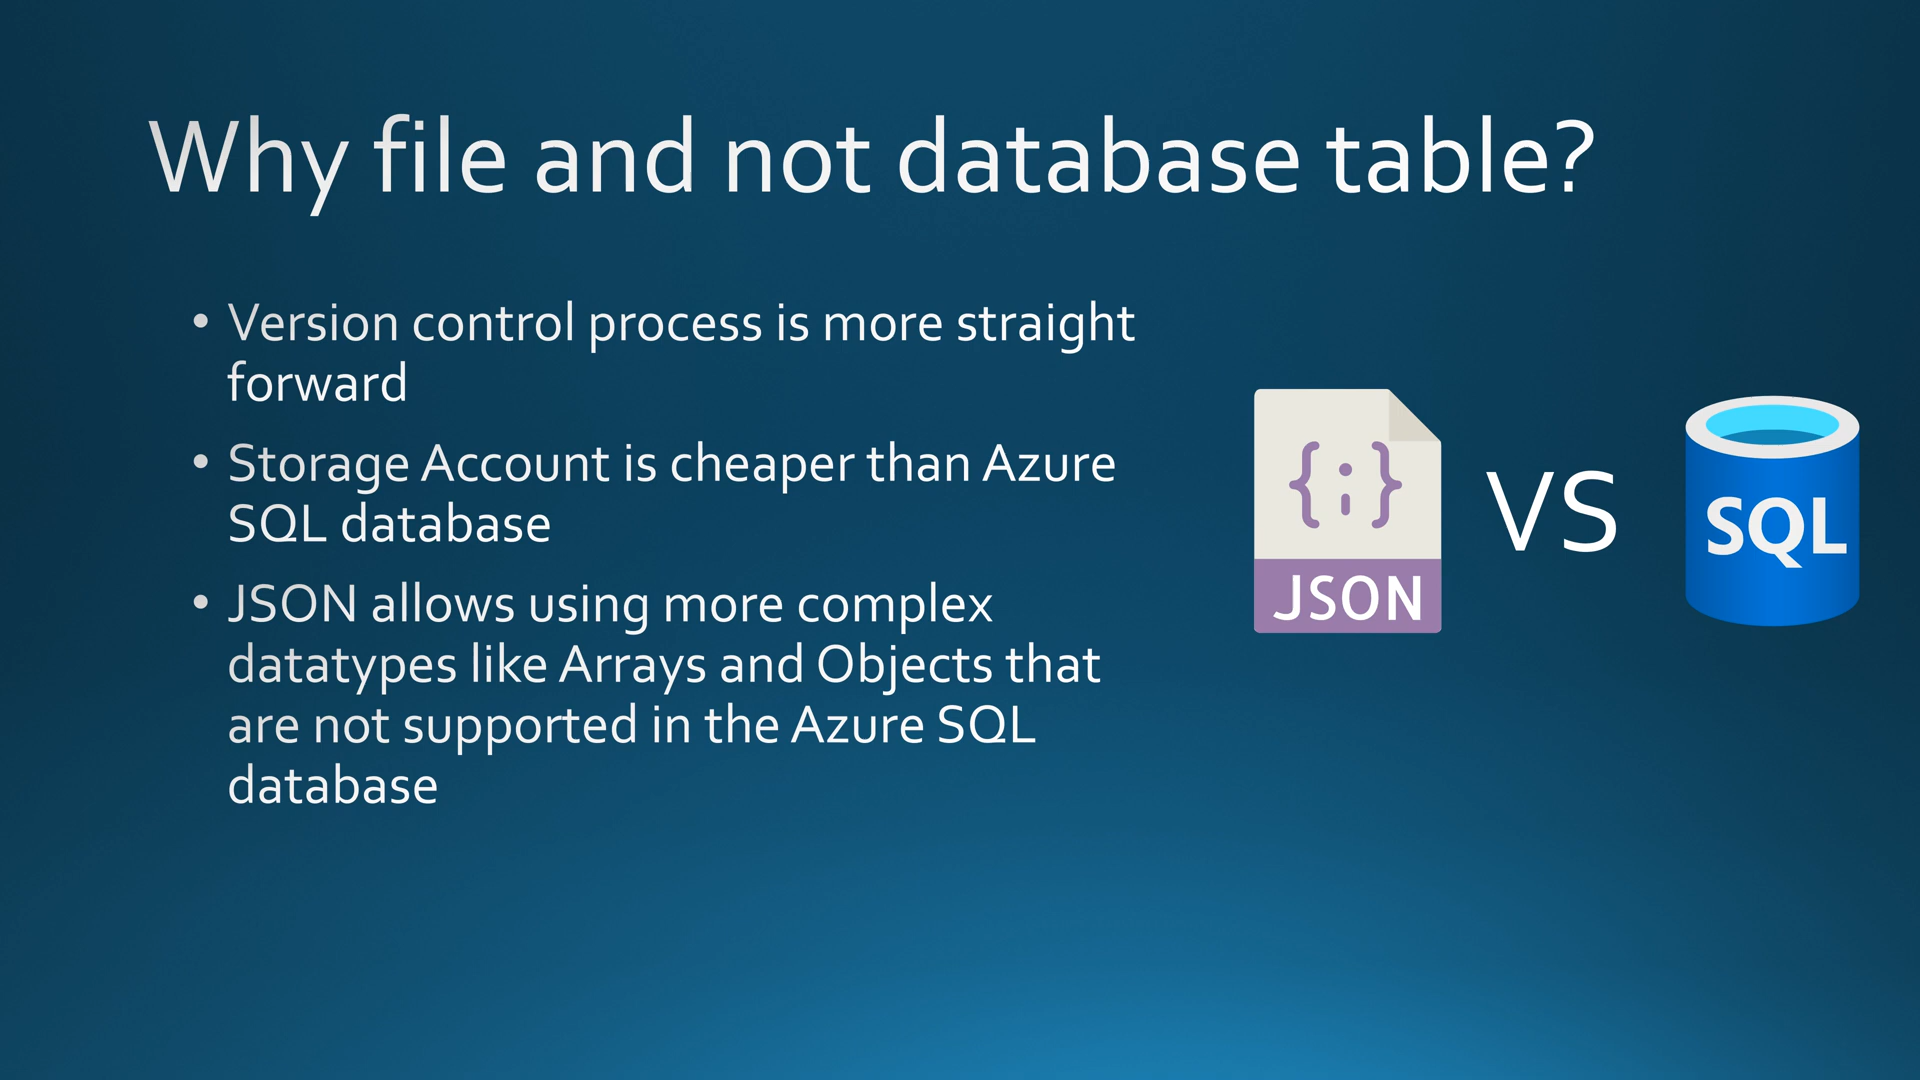 Why file and not database table?
• Version control process is more straight
forward
• Storage Account is cheaper than Azure
SQL database
• JSON allows using more complex
datatypes like Arrays and Objects that
are not supported in the Azure SQL
database
{;}
JSON
VS
SQL